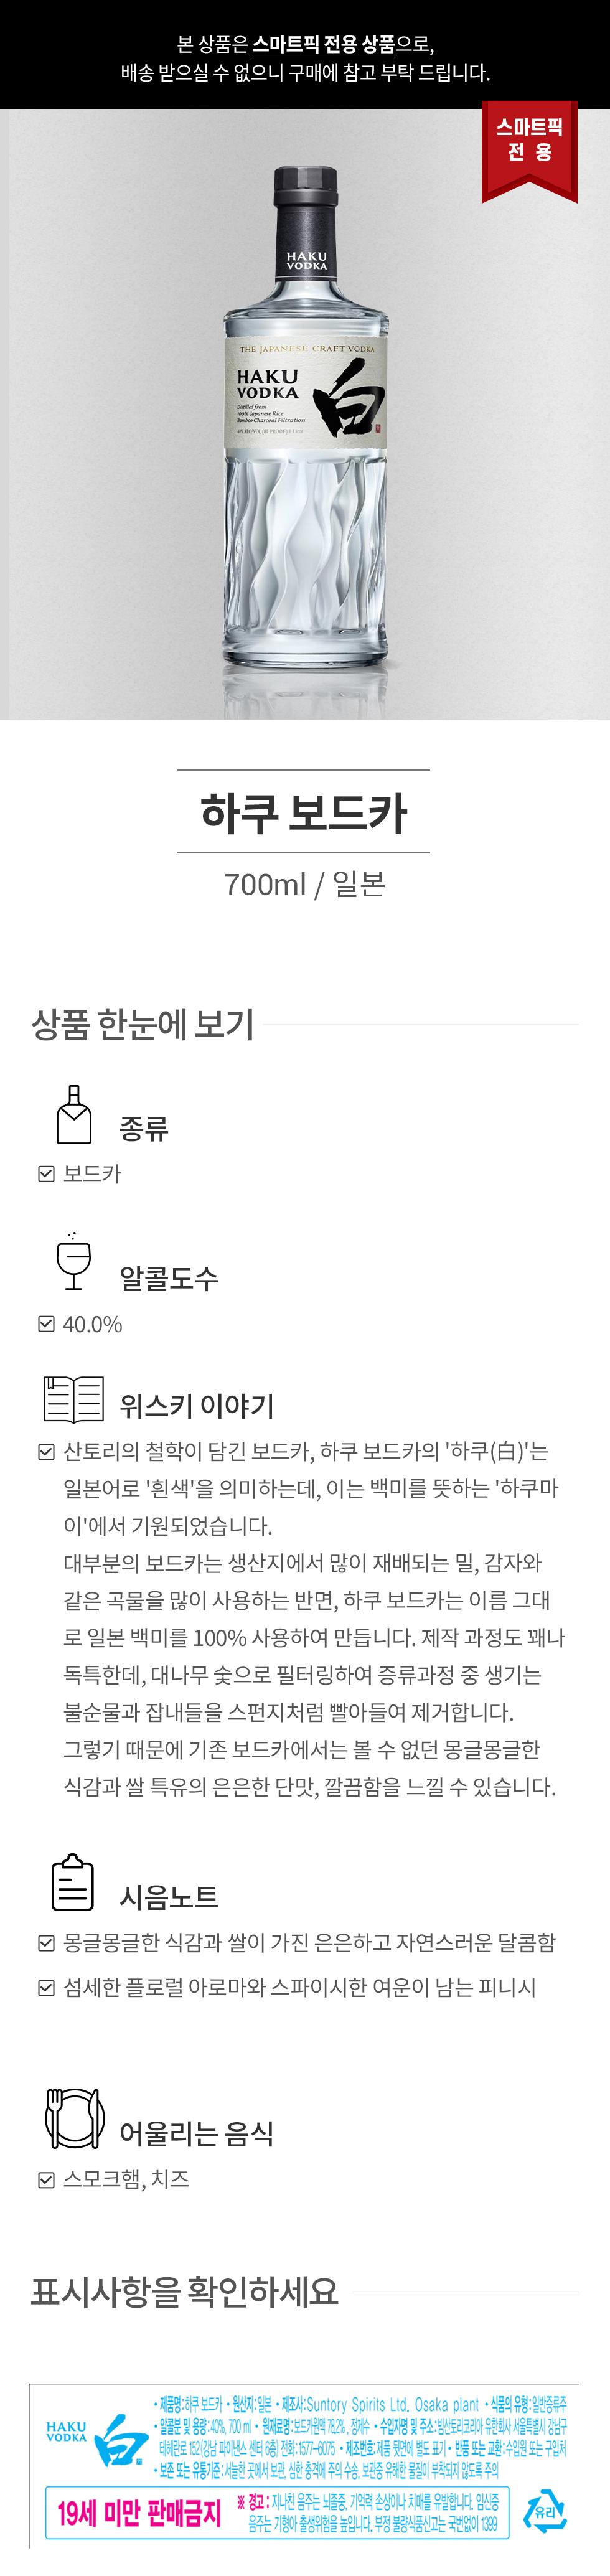 본 상품은 스마트픽 전용 상품으로,
배송 받으실 수 없으니 구매에 참고 부탁 드립니다.
스마트픽
전 용
HAKU
VODKA
THE JAPANESE CRAFT VODKA
HAKU
VODKA
白
Distilled from
100% Japanese Rice
Bamboo Charcoal Filtration
하쿠 보드카
700ml / 일본
상품 한눈에 보기
종류
보드카
알콜도수
40.0%
위스키 이야기
산토리의 철학이 담긴 보드카, 하쿠 보드카의 '하쿠(白)'는
일본어로 '흰색'을 의미하는데, 이는 백미를 뜻하는 '하쿠마
이'에서 기원되었습니다.
대부분의 보드카는 생산지에서 많이 재배되는 밀, 감자와
같은 곡물을 많이 사용하는 반면, 하쿠 보드카는 이름 그대
로 일본 백미를 100% 사용하여 만듭니다. 제작 과정도 꽤나
독특한데, 대나무 숯으로 필터링하여 증류과정 중 생기는
불순물과 잡내들을 스펀지처럼 빨아들여 제거합니다.
그렇기 때문에 기존 보드카에서는 볼 수 없던 몽글몽글한
식감과 쌀 특유의 은은한 단맛, 깔끔함을 느낄 수 있습니다.
시음노트
몽글몽글한 식감과 쌀이 가진 은은하고 자연스러운 달콤함
섬세한 플로럴 아로마와 스파이시한 여운이 남는 피니시
어울리는 음식
스모크햄, 치즈
표시사항을 확인하세요
HAKU
VODKA
白
• 제품명:하쿠 보드카 • 원산지:일본 • 제조사:Suntory Spirits Ltd. Osaka plant • 식품의 유형:일반증류주
• 알콜분 및 용량:40%, 700 ml • 원재료명:보드카원액 78.2%, 정제수 • 수입자명 및 주소:빔산토리코리아 유한회사 서울특별시 강남구
테헤란로 152(강남 파이낸스 센터 6층) 전화:1577-6075 • 제조번호:제품 뒷면에 별도 표기 • 반품 또는 교환:수입원 또는 구입처
• 보존 또는 유통기준:서늘한 곳에서 보관, 심한 충격에 주의 수송, 보관중 유해한 물질이 부착되지 않도록 주의
19세 미만 판매금지
※ 경고 : 지나친 음주는 뇌졸중, 기억력 손상이나 치매를 유발합니다. 임신중
음주는 기형아 출생위험을 높입니다. 부정 불량식품신고는 국번없이 1399
유리